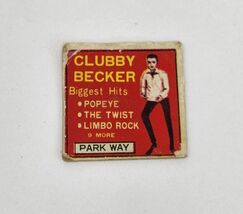 CLUBBY
BECKER
Biggest Hits
• POPEYE
• THE TWIST
• LIMBO ROCK
9 MORE
PARK WAY